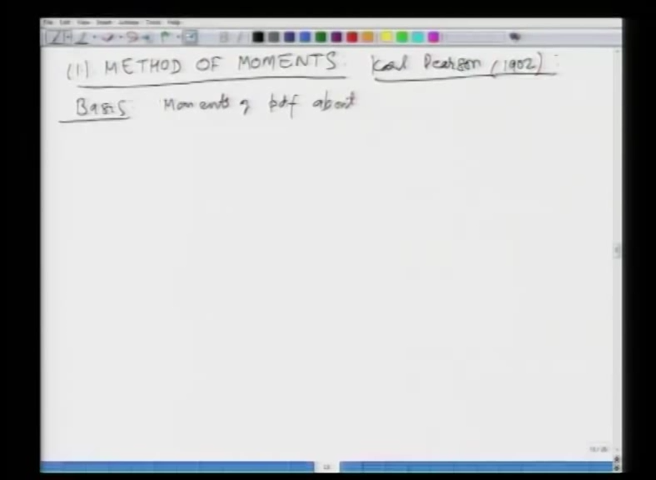 (1) METHOD OF MOMENTS: Karl Pearson (1902):
Basis Moments of pdf about